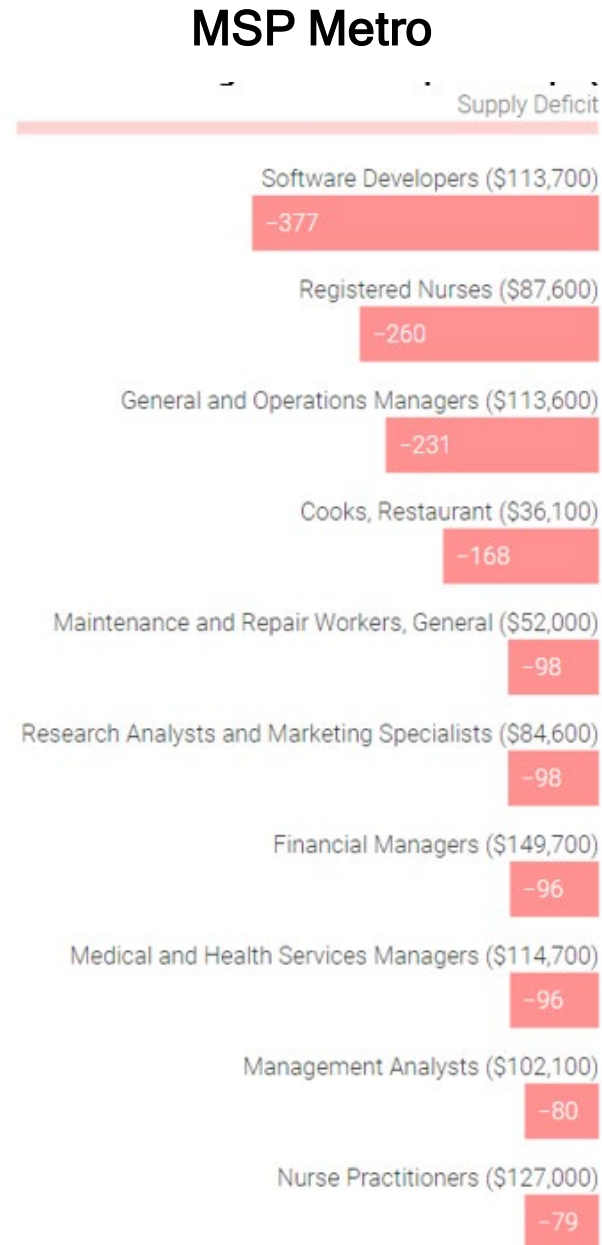 MSP Metro
Supply Deficit
Software Developers ($113,700)
-377
Registered Nurses ($87,600)
-260
General and Operations Managers ($113,600)
-231
Cooks, Restaurant ($36,100)
-168
Maintenance and Repair Workers, General ($52,000)
-98
Research Analysts and Marketing Specialists ($84,600)
-98
Financial Managers ($149,700)
-96
Medical and Health Services Managers ($114,700)
-96
Management Analysts ($102,100)
-80
Nurse Practitioners ($127,000)
-79